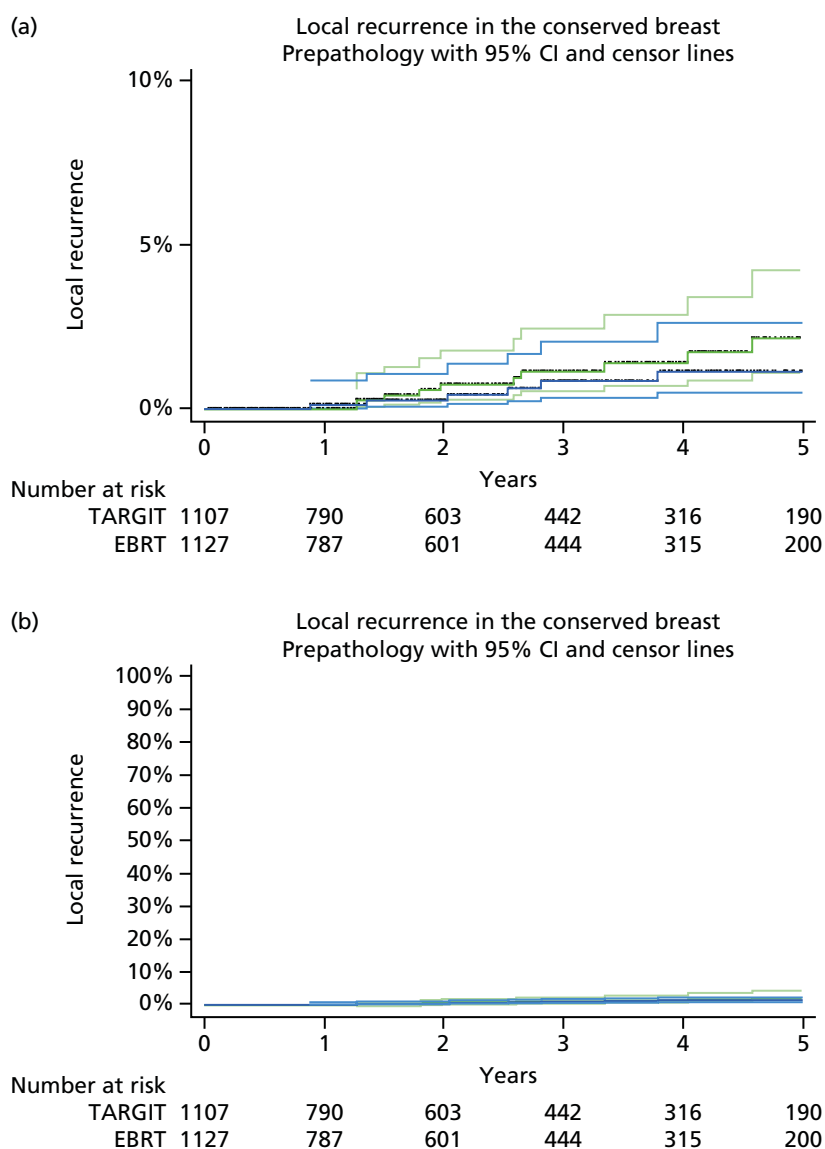 (a)
Local recurrence in the conserved breast
Prepathology with 95% CI and censor lines
10%
5%
0%
Local recurrence
0 1 2 3 4 5
Years
Number at risk
TARGIT 1107 790 603 442 316 190
EBRT 1127 787 601 444 315 200
(b)
Local recurrence in the conserved breast
Prepathology with 95% CI and censor lines
100%
90%
80%
70%
60%
50%
40%
30%
20%
10%
0%
Local recurrence
0 1 2 3 4 5
Years
Number at risk
TARGIT 1107 790 603 442 316 190
EBRT 1127 787 601 444 315 200